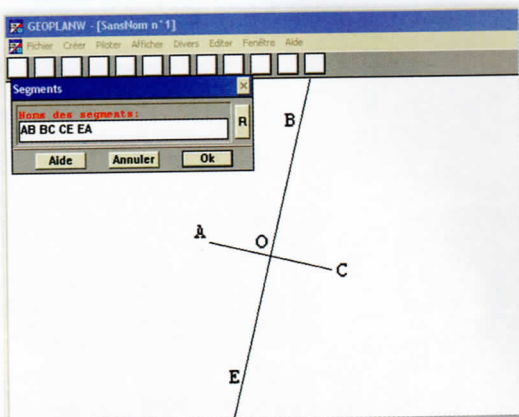 GEOPLANW - [SansNom n°1]
Fichier Créer Piloter Afficher Divers Editer Fenêtre Aide
Segments
Noms des segments:
AB BC CE EA
R
Aide Annuler Ok
B
A
O
C
E